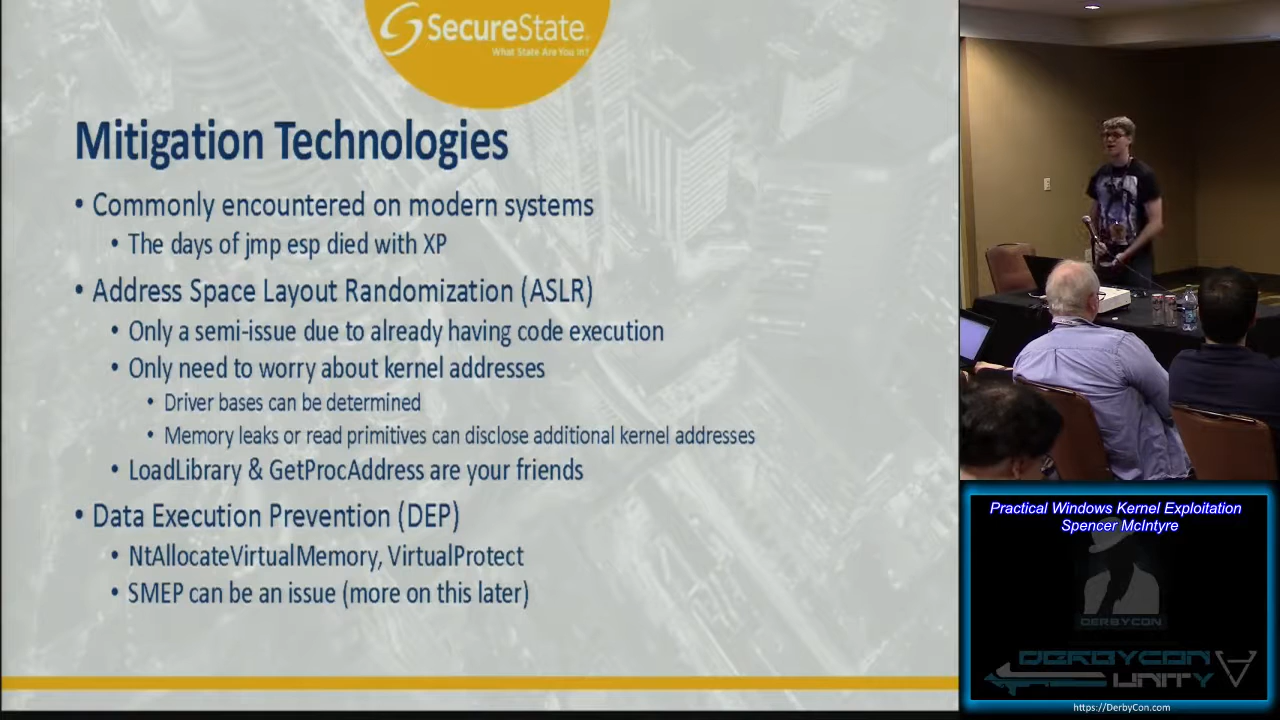 SecureState
What State Are You In?
Mitigation Technologies
• Commonly encountered on modern systems
• The days of jmp esp died with XP
• Address Space Layout Randomization (ASLR)
• Only a semi-issue due to already having code execution
• Only need to worry about kernel addresses
• Driver bases can be determined
• Memory leaks or read primitives can disclose additional kernel addresses
• LoadLibrary & GetProcAddress are your friends
• Data Execution Prevention (DEP)
• NtAllocateVirtualMemory, VirtualProtect
• SMEP can be an issue (more on this later)
Practical Windows Kernel Exploitation
Spencer McIntyre
DERBYCON
DERBYCON
UNITY
https://DerbyCon.com